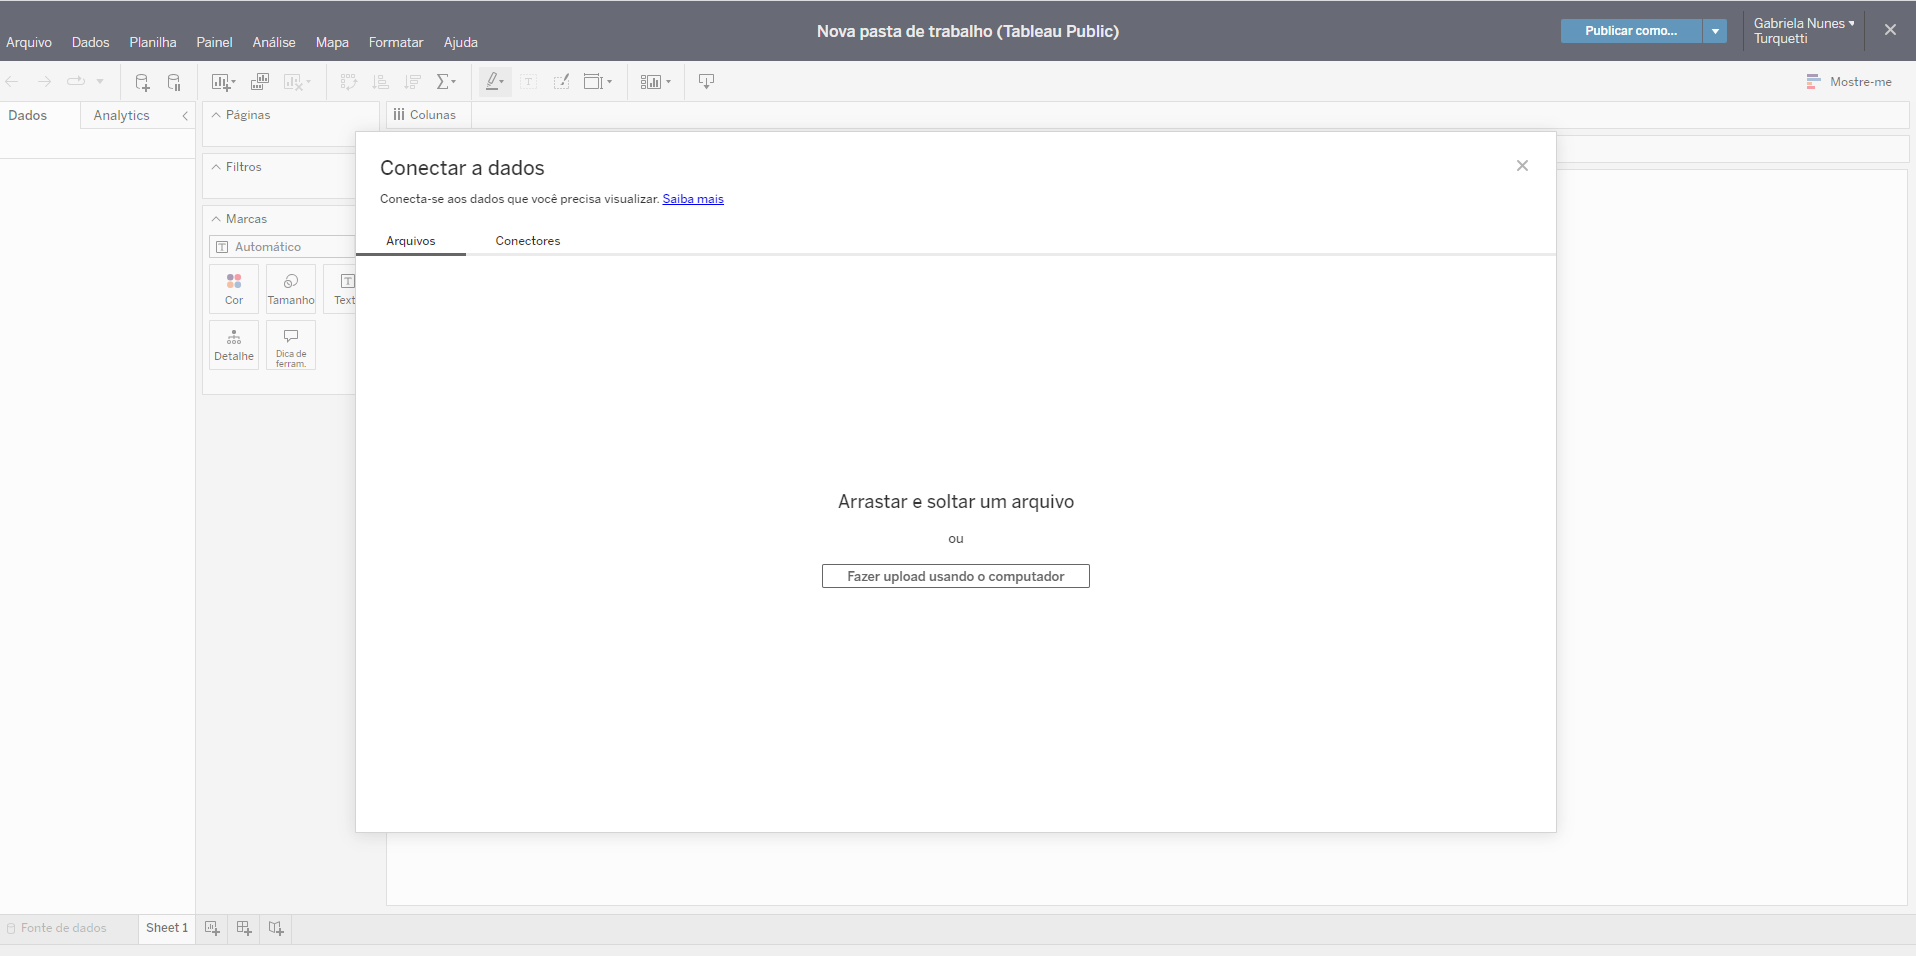 Nova pasta de trabalho (Tableau Public)
Publicar como...
Gabriela Nunes
Turquetti
Arquivo Dados Planilha Painel Análise Mapa Formatar Ajuda
Mostre-me
Dados Analytics
Páginas
Colunas
Filtros
Marcas
Automático
Cor Tamanho Text
Detalhe Dica de
ferram.
Conectar a dados
Conecta-se aos dados que você precisa visualizar. Saiba mais
Arquivos Conectores
Arrastar e soltar um arquivo
ou
Fazer upload usando o computador
Fonte de dados Sheet 1